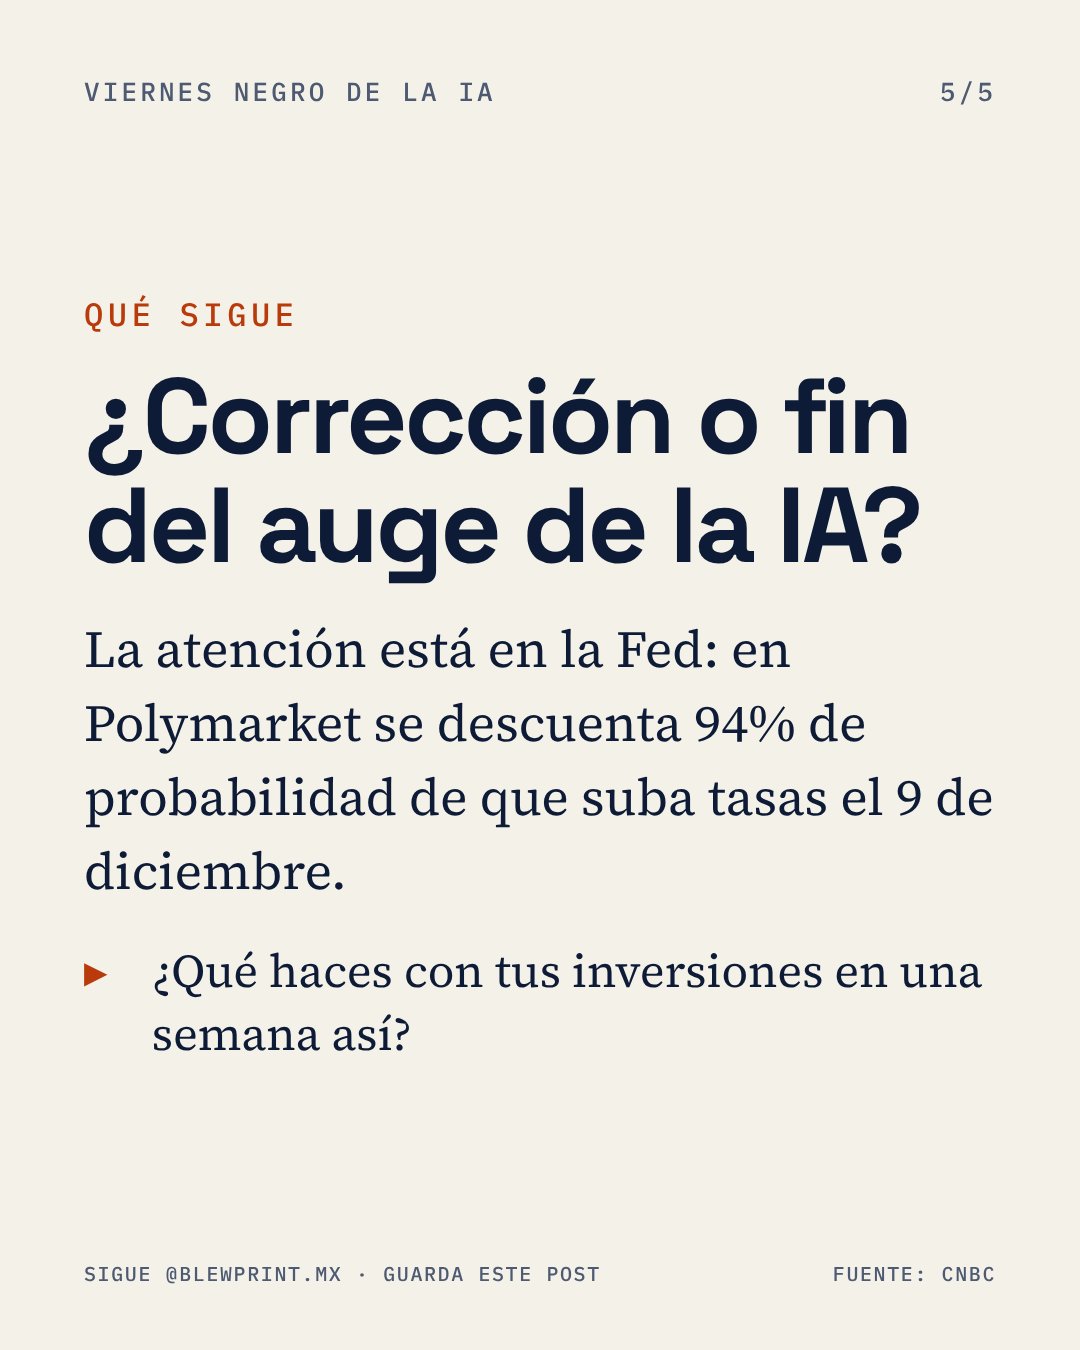 VIERNES NEGRO DE LA IA
5/5
QUÉ SIGUE
¿Corrección o fin
del auge de la IA?
La atención está en la Fed: en
Polymarket se descuenta 94% de
probabilidad de que suba tasas el 9 de
diciembre.
▶ ¿Qué haces con tus inversiones en una
semana así?
SIGUE @BLEWPRINT.MX · GUARDA ESTE POST
FUENTE: CNBC